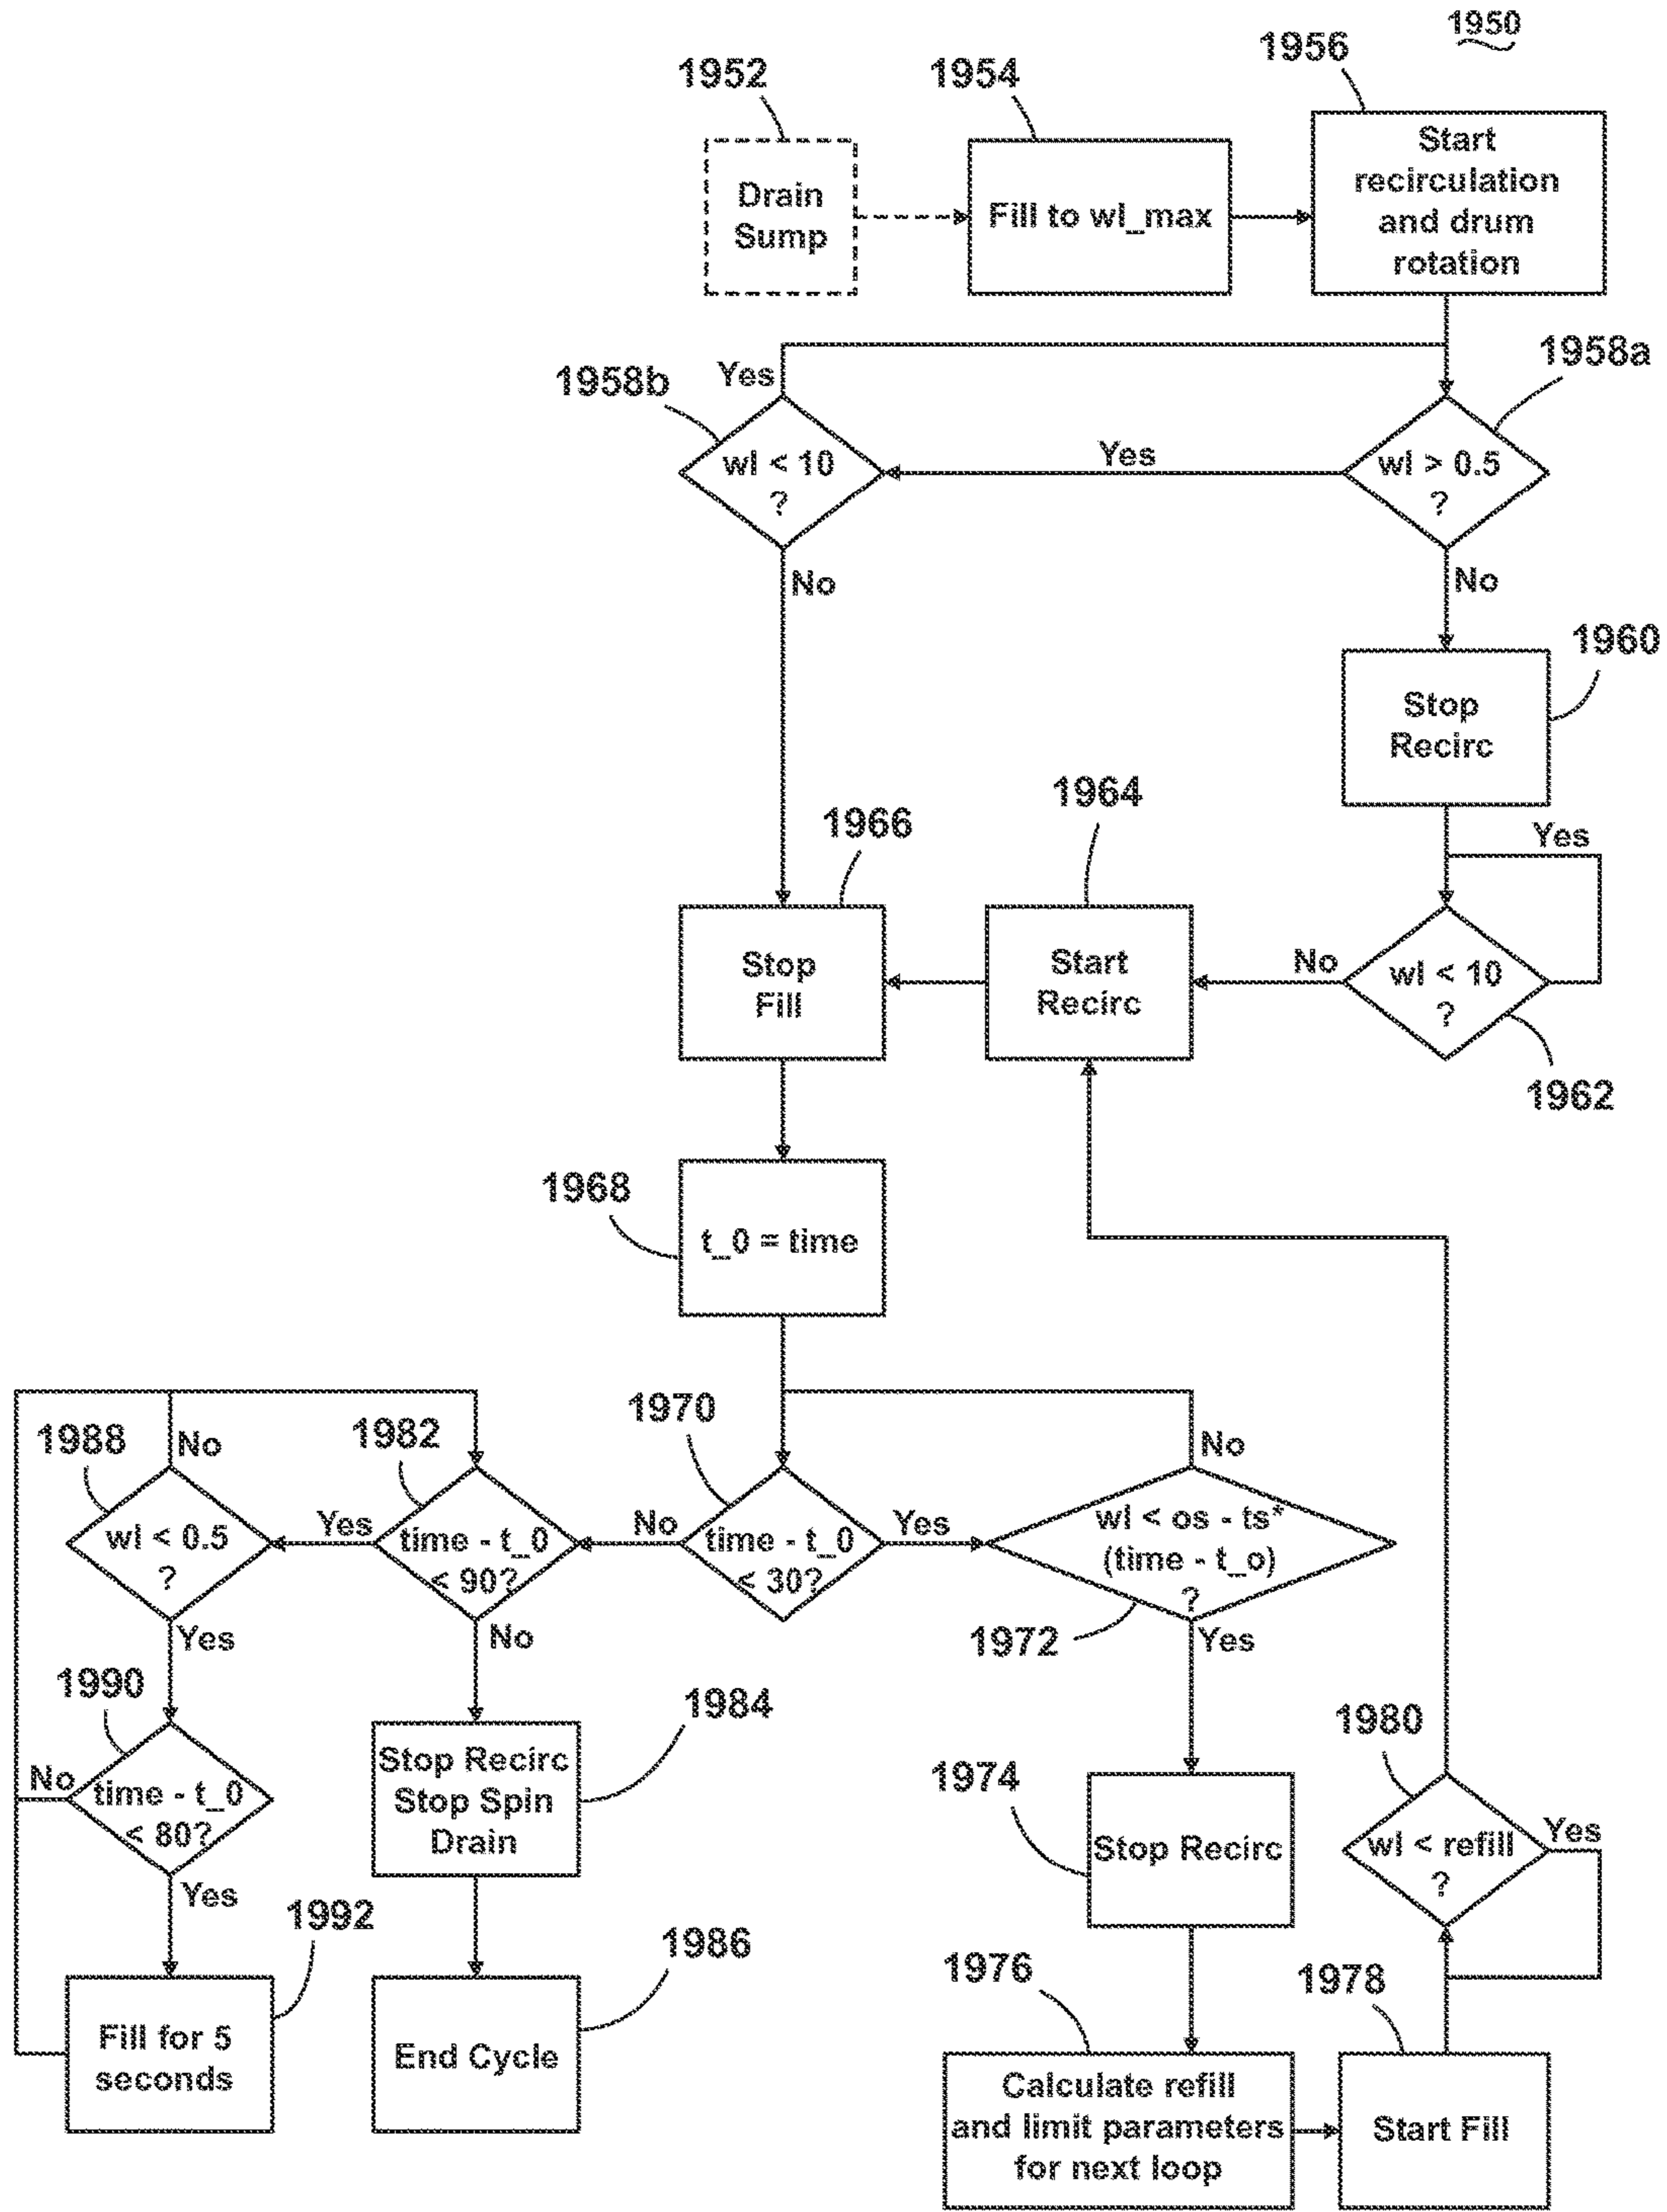 1950
1952
1954
1956
Drain
Sump
Fill to wl_max
Start
recirculation
and drum
rotation
1958b
Yes
1958a
wl < 10
?
Yes
wl > 0.5
?
No
No
1960
Stop
Recirc
1966
1964
Yes
Stop
Fill
Start
Recirc
No
wl < 10
?
1962
1968
t_0 = time
1988
No
1982
1970
No
wl < 0.5
?
Yes
time - t_0
< 90?
No
time - t_0
< 30?
Yes
wl < os - ts*
(time - t_o)
?
1972
Yes
No
Yes
1990
No
time - t_0
< 80?
Yes
1984
Stop Recirc
Stop Spin
Drain
1974
Stop Recirc
1980
wl < refill
?
Yes
1992
Fill for 5
seconds
1986
End Cycle
1976
Calculate refill
and limit parameters
for next loop
1978
Start Fill